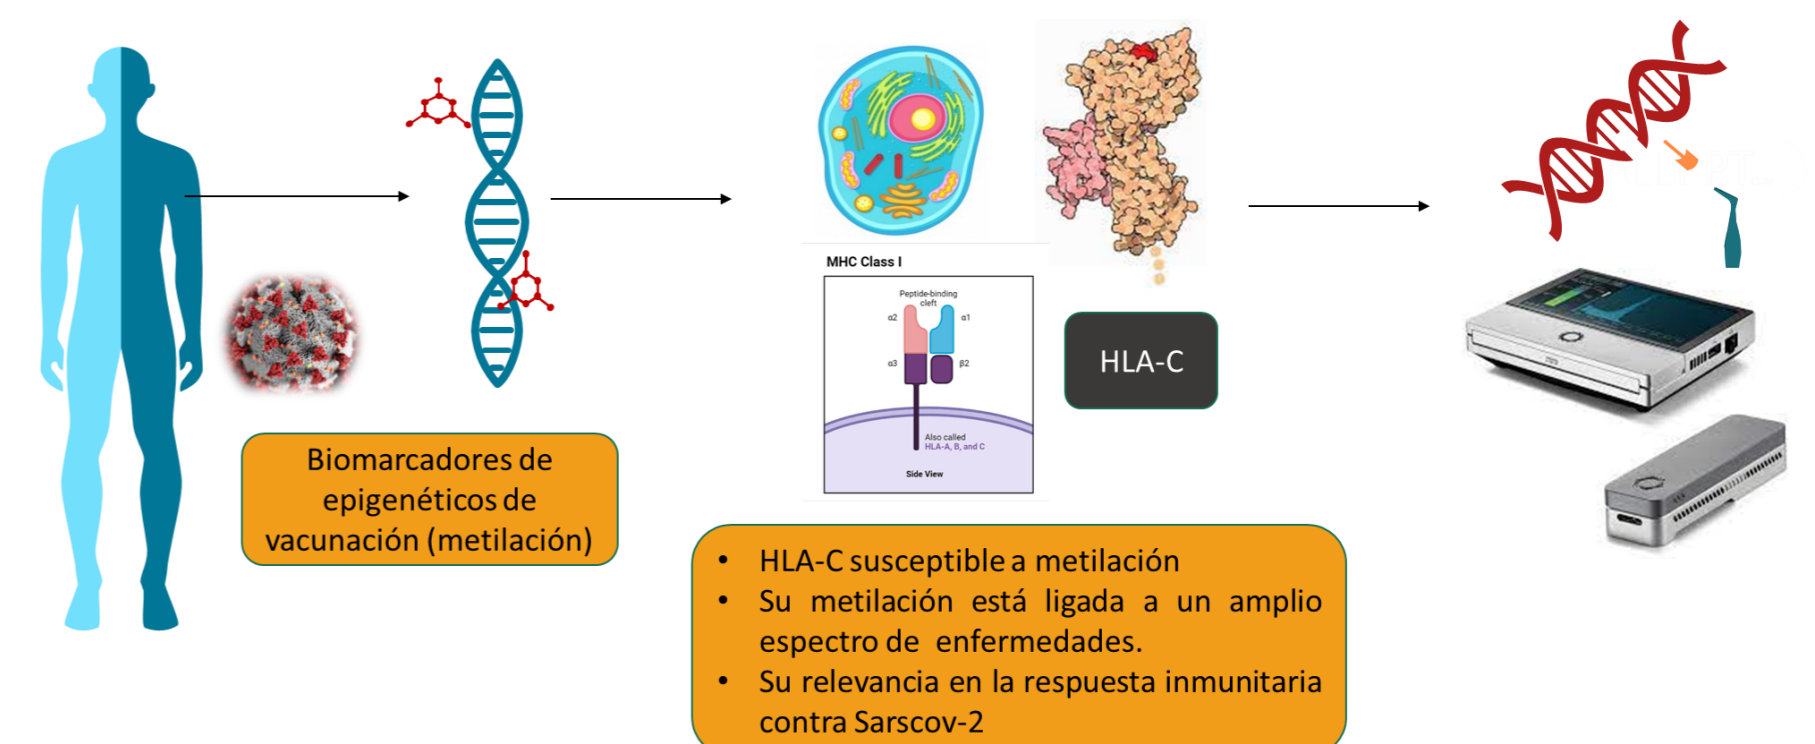 MHC Class I
Peptide-binding
cleft
α2
α1
α3
β2
Also called
HLA-A, B, and C
Side View
HLA-C
Biomarcadores de
epigenéticos de
vacunación (metilación)
• HLA-C susceptible a metilación
• Su metilación está ligada a un amplio
espectro de enfermedades.
• Su relevancia en la respuesta inmunitaria
contra Sarscov-2